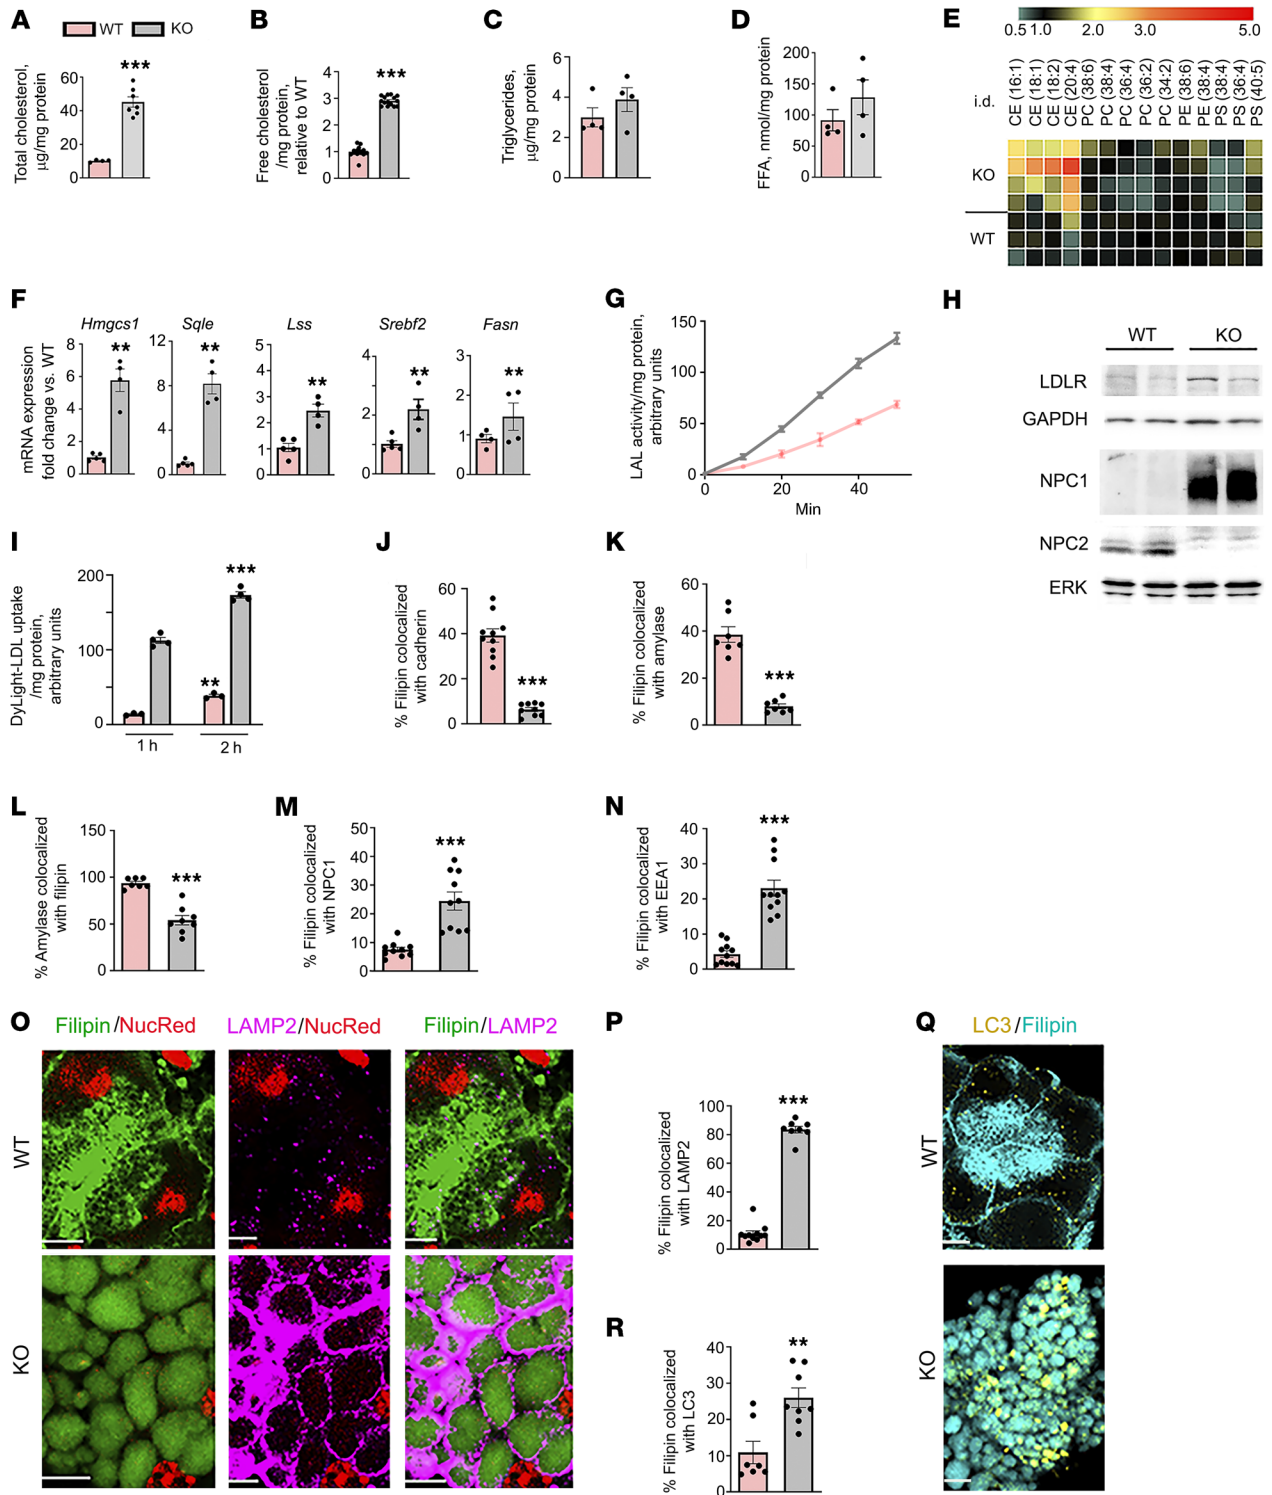 A
WT KO
***
Total cholesterol,
µg/mg protein
60
40
20
0
B
***
Free cholesterol
/mg protein,
relative to WT
4
3
2
1
0
C
Triglycerides,
µg/mg protein
6
4
2
0
D
FFA, nmol/mg protein
200
150
100
50
0
E
0.5 1.0 2.0 3.0 5.0
i.d.
CE (16:1)
CE (18:1)
CE (18:2)
CE (20:4)
PC (38:6)
PC (38:4)
PC (36:4)
PC (36:2)
PC (34:2)
PE (38:6)
PE (38:4)
PS (38:4)
PS (36:4)
PS (40:5)
KO
WT
F
mRNA expression
fold change vs. WT
Hmgcs1
**
8
6
4
2
0
Sqle
**
12
8
4
0
Lss
**
5
4
3
2
1
0
Srebf2
**
4
2
0
Fasn
**
3
2
1
0
G
LAL activity/mg protein,
arbitrary units
150
100
50
0
0 20 40
Min
H
WT KO
LDLR
GAPDH
NPC1
NPC2
ERK
I
DyLight-LDL uptake
/mg protein,
arbitrary units
200
100
0
** ***
1 h 2 h
J
% Filipin colocalized
with cadherin
60
40
20
0
***
K
% Filipin colocalized
with amylase
60
40
20
0
***
L
% Amylase colocalized
with filipin
150
100
50
0
***
M
% Filipin colocalized
with NPC1
50
40
30
20
10
0
***
N
% Filipin colocalized
with EEA1
40
30
20
10
0
***
O
Filipin/NucRed LAMP2/NucRed Filipin/LAMP2
WT
KO
P
% Filipin colocalized
with LAMP2
100
80
60
40
20
0
***
Q
LC3/Filipin
WT
KO
R
% Filipin colocalized
with LC3
40
30
20
10
0
**